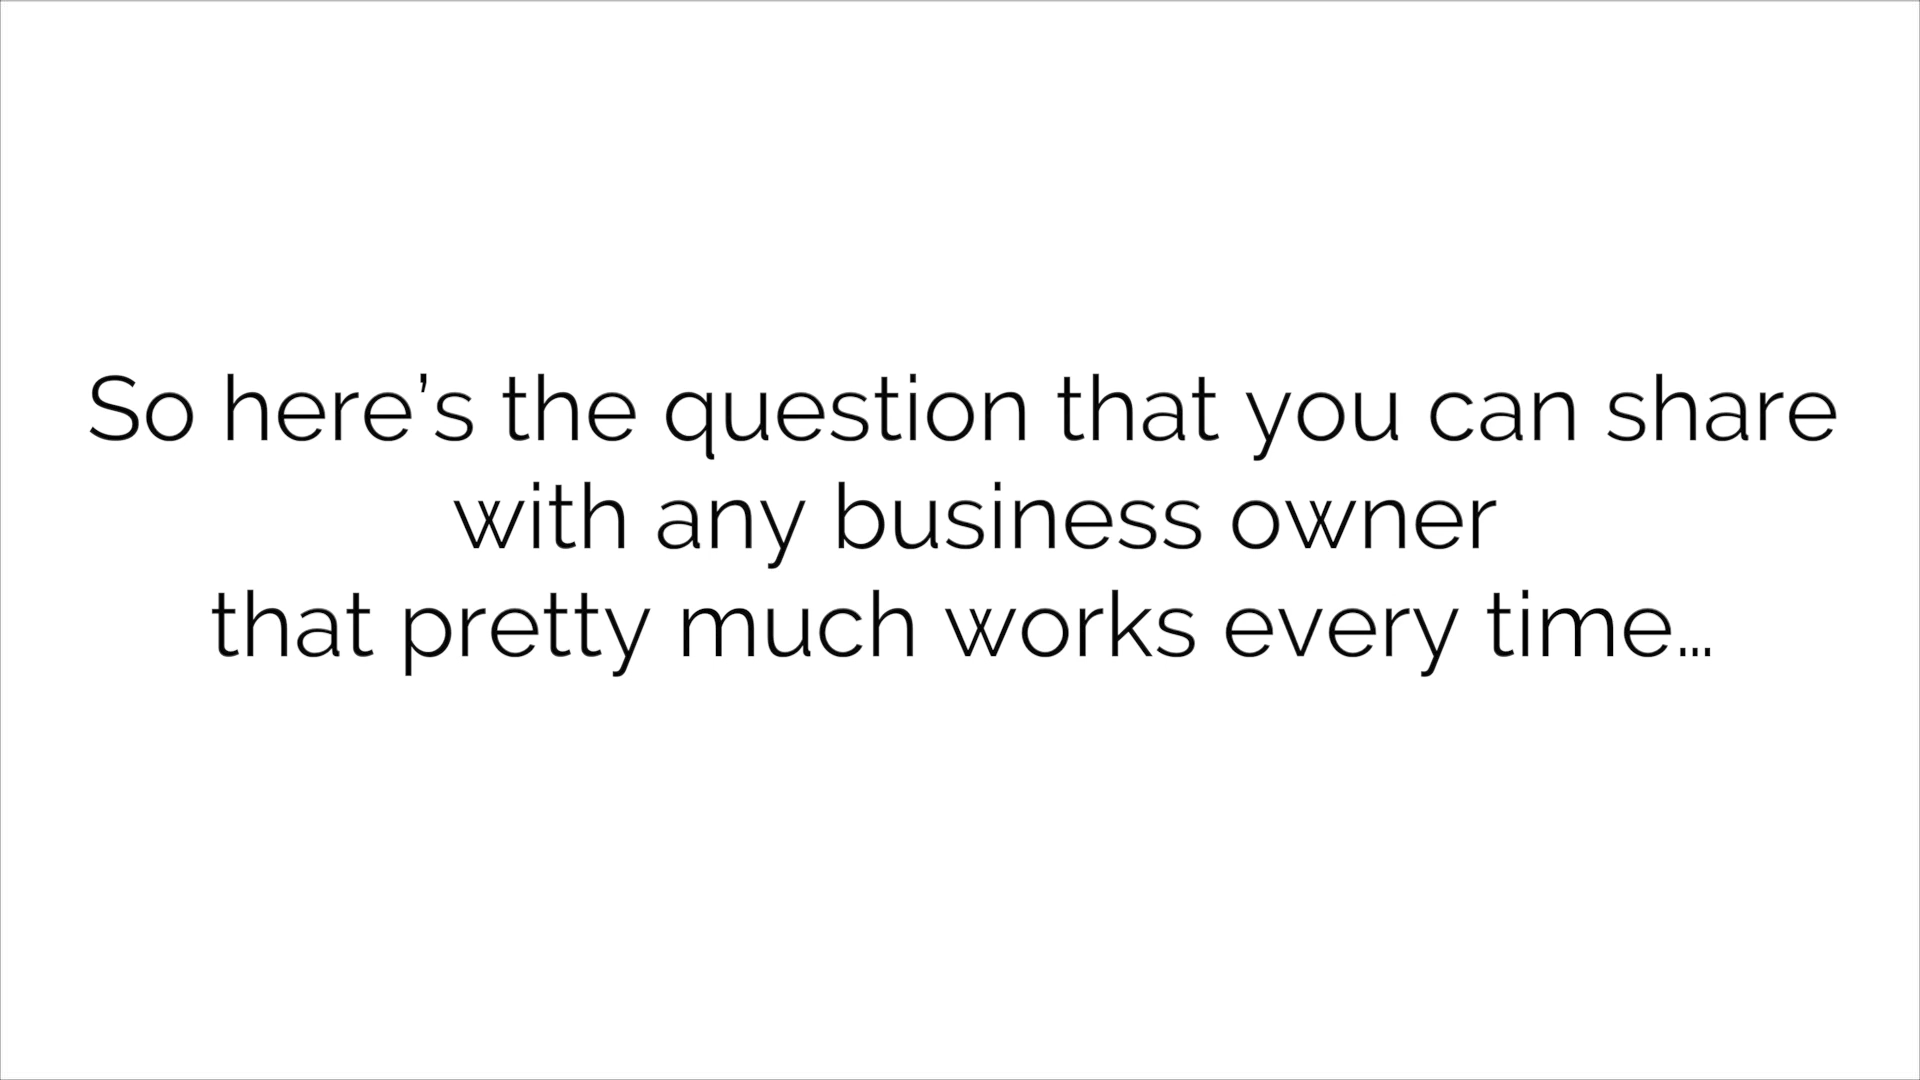 So here’s the question that you can share
with any business owner
that pretty much works every time…